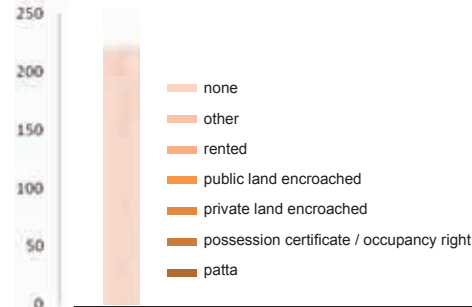 250
200
150
100
50
0
none
other
rented
public land encroached
private land encroached
possession certificate / occupancy right
patta